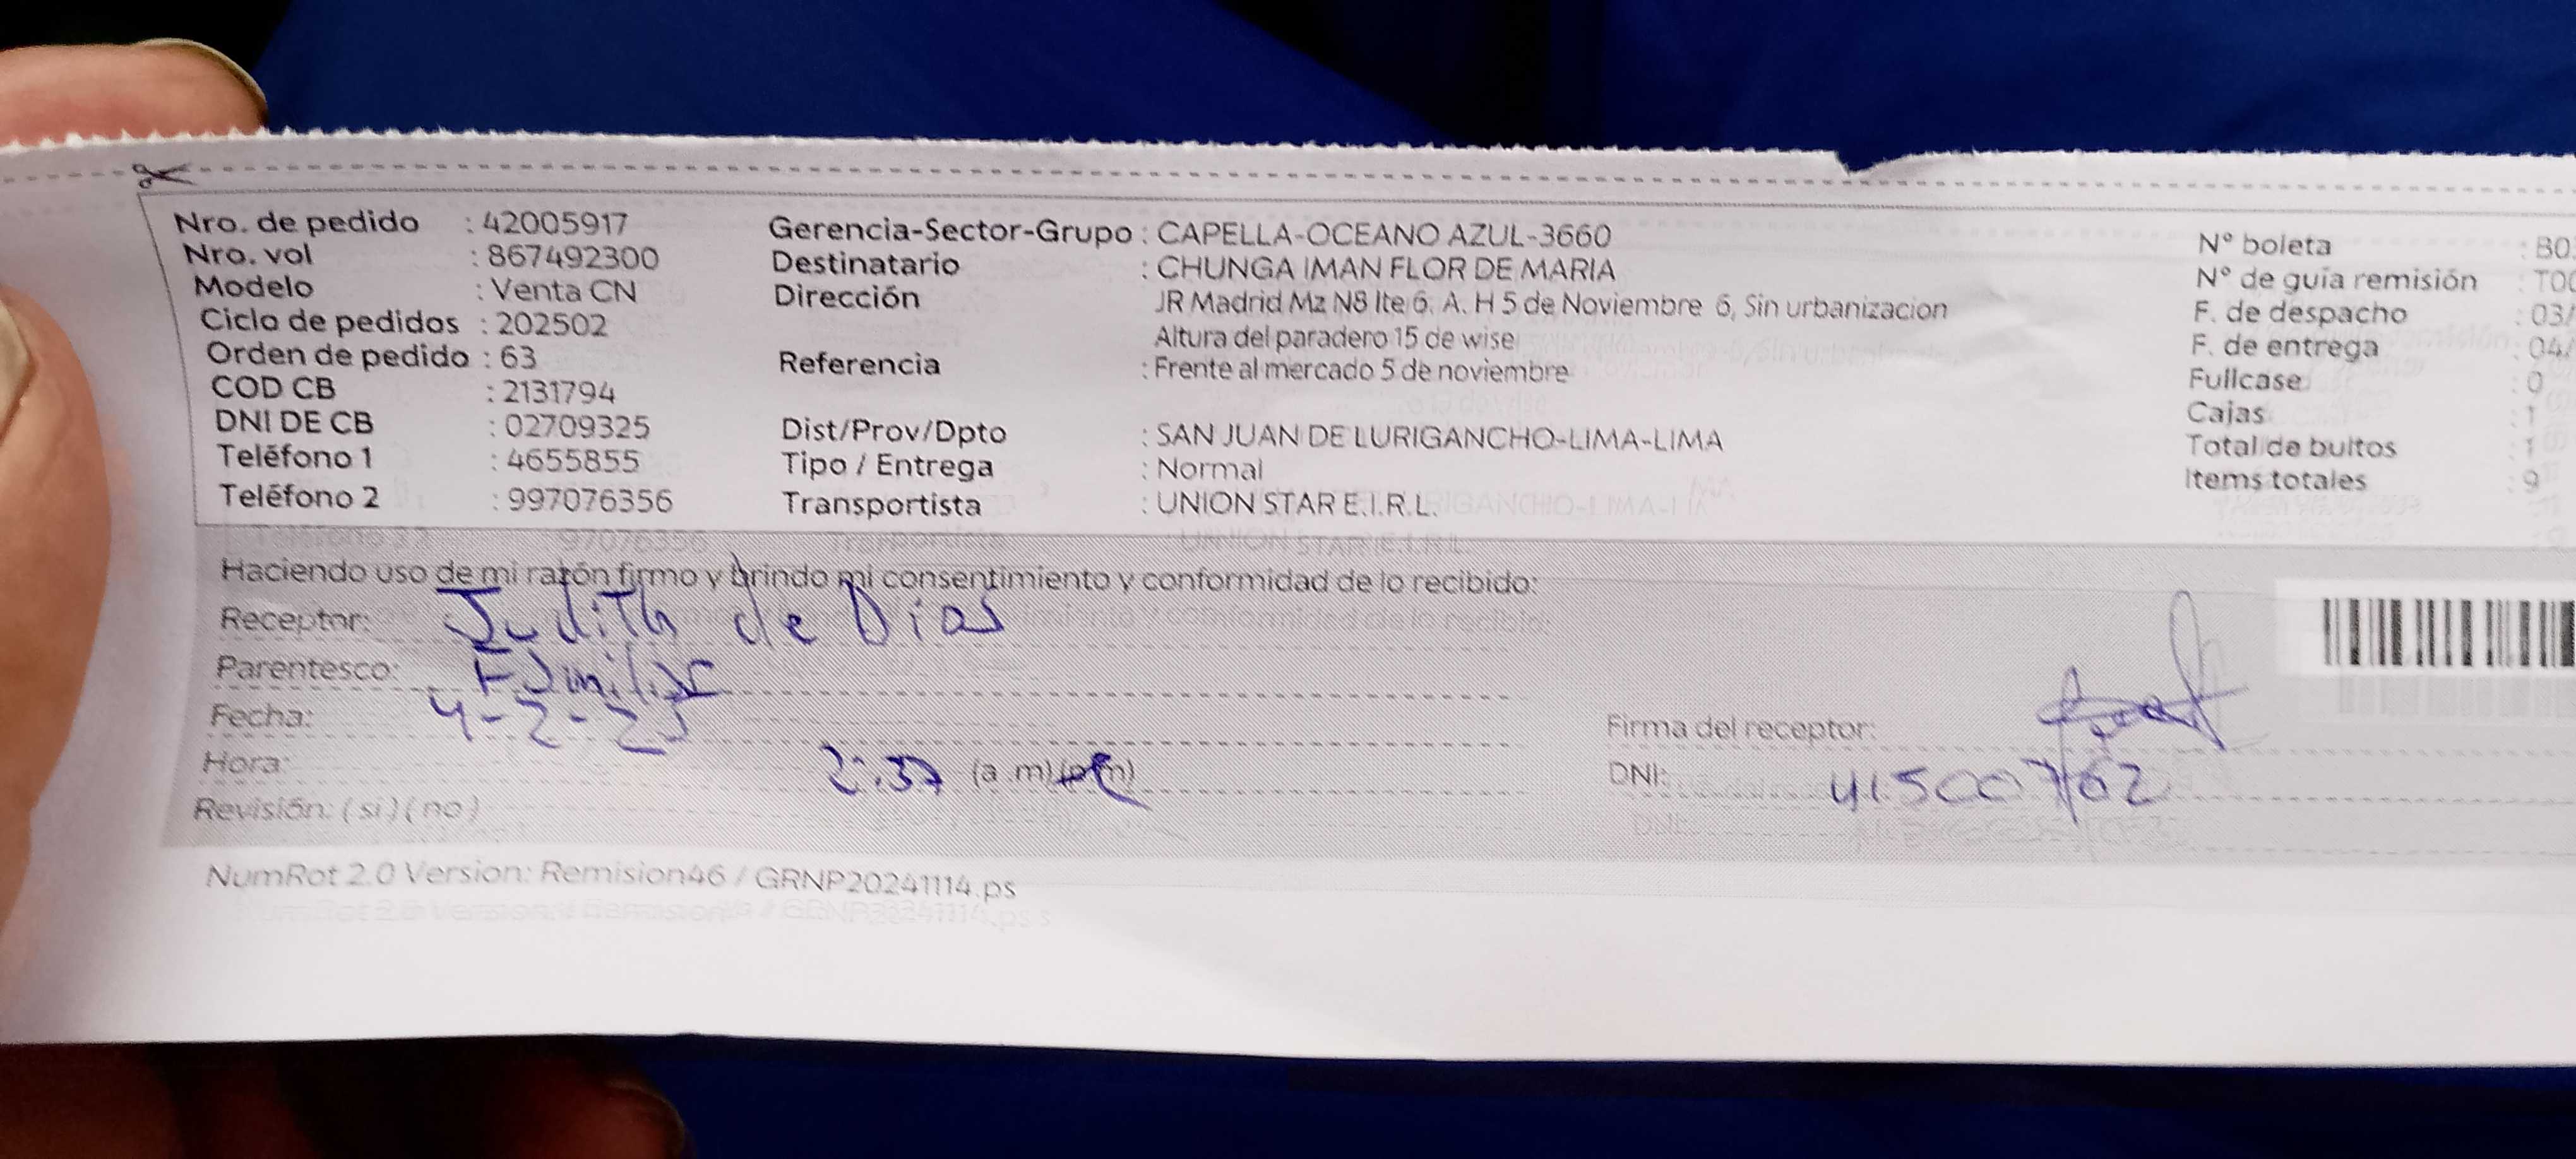 Nro. de pedido : 42005917
Nro. vol : 867492300
Modelo : Venta CN
Ciclo de pedidos : 202502
Orden de pedido : 63
COD CB : 2131794
DNI DE CB : 02709325
Teléfono 1 : 4655855
Teléfono 2 : 997076356
Gerencia-Sector-Grupo : CAPELLA-OCEANO AZUL-3660
Destinatario : CHUNGA IMAN FLOR DE MARIA
Dirección JR Madrid Mz N8 lte 6. A. H 5 de Noviembre 6, Sin urbanizacion
Altura del paradero 15 de wise
Referencia : Frente al mercado 5 de noviembre
Dist/Prov/Dpto : SAN JUAN DE LURIGANCHO-LIMA-LIMA
Tipo / Entrega : Normal
Transportista : UNION STAR E.I.R.L.
N° boleta : B0
N° de guía remisión : T00
F. de despacho : 03/
F. de entrega : 04/
Fullcase : 0
Cajas : 1
Total de bultos : 1
Items totales : 9
Haciendo uso de mi razón firmo y brindo mi consentimiento y conformidad de lo recibido:
Receptor: Judith de Dios
Parentesco: Familiar
Fecha: 4-2-25
Hora: 2:37 (a.m) (p.m)
Revisión: (si) (no)
Firma del receptor:
DNI: 41500762
NumRot 2.0 Version: Remision46 / GRNP20241114.ps